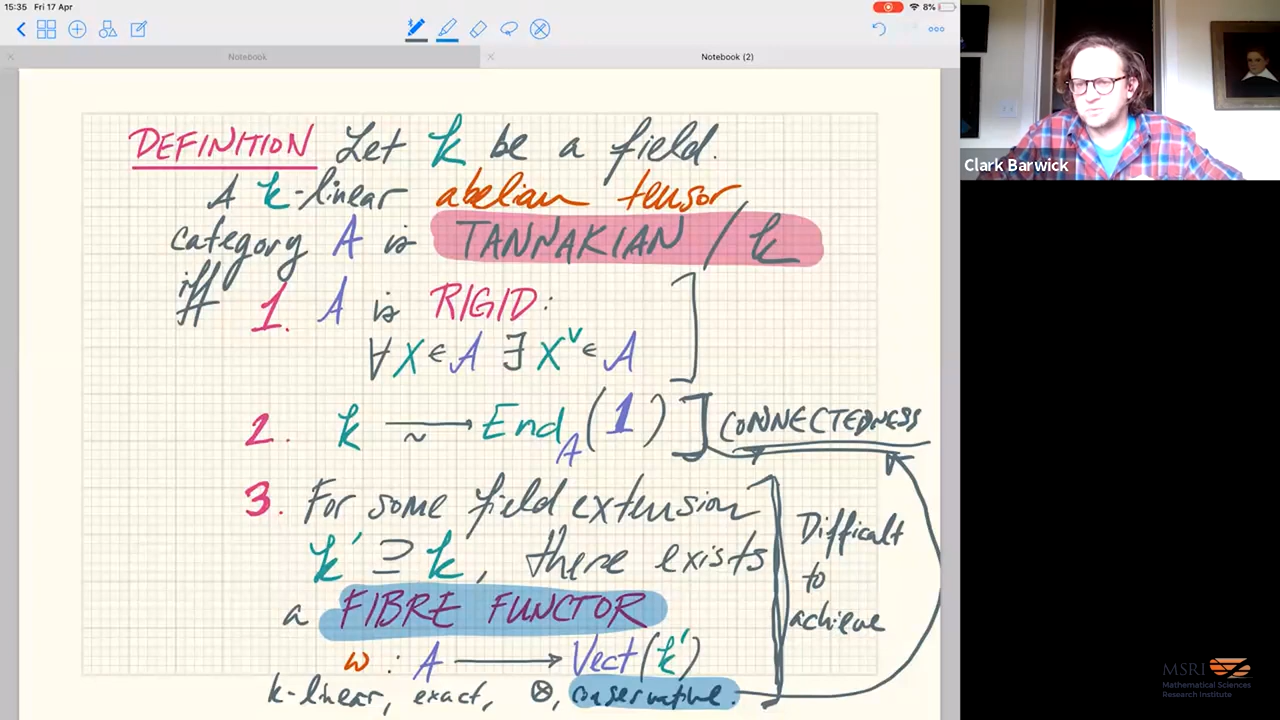 15:35 Fri 17 Apr
8%
Notebook
Notebook (2)
DEFINITION Let k be a field.
A k-linear abelian tensor
category A is TANNAKIAN / k
iff
1. A is RIGID:
∀ X ∈ A ∃ X^∨ ∈ A
2. k ⟶ ~ End_A (1) ] CONNECTEDNESS
3. For some field extension
k' ⊇ k, there exists
a FIBRE FUNCTOR
ω : A ⟶ Vect(k')
k-linear, exact, ⊗, conservative.
Difficult
to
achieve
Clark Barwick
MSRI
Mathematical Sciences
Research Institute